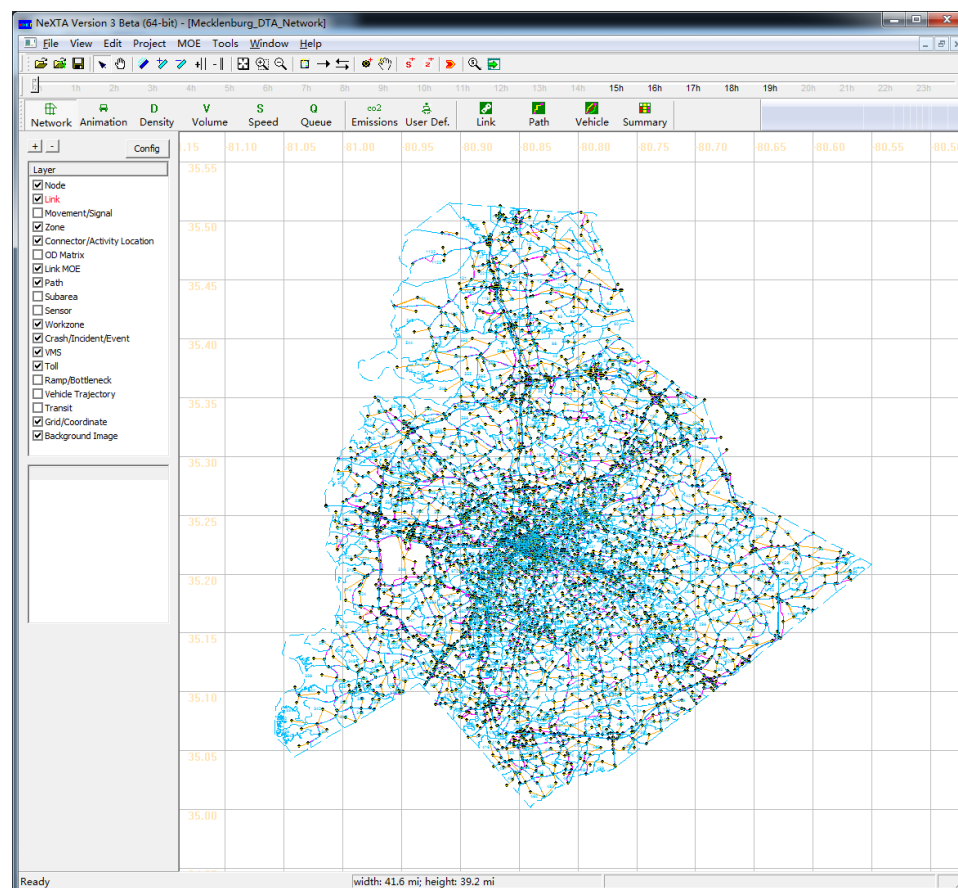 NeXTA Version 3 Beta (64-bit) - [Mecklenburg_DTA_Network]
File View Edit Project MOE Tools Window Help
1h 2h 3h 4h 5h 6h 7h 8h 9h 10h 11h 12h 13h 14h 15h 16h 17h 18h 19h 20h 21h 22h 23h
D V S Q co2
Network Animation Density Volume Speed Queue Emissions User Def. Link Path Vehicle Summary
+ - Config
Layer
Node
Link
Movement/Signal
Zone
Connector/Activity Location
OD Matrix
Link MOE
Path
Subarea
Sensor
Workzone
Crash/Incident/Event
VMS
Toll
Ramp/Bottleneck
Vehicle Trajectory
Transit
Grid/Coordinate
Background Image
.15 81.10 81.05 81.00 80.95 80.90 80.85 80.80 80.75 80.70 80.65 80.60 80.55 80.50
35.55
35.50
35.45
35.40
35.35
35.30
35.25
35.20
35.15
35.10
35.05
35.00
Ready width: 41.6 mi; height: 39.2 mi